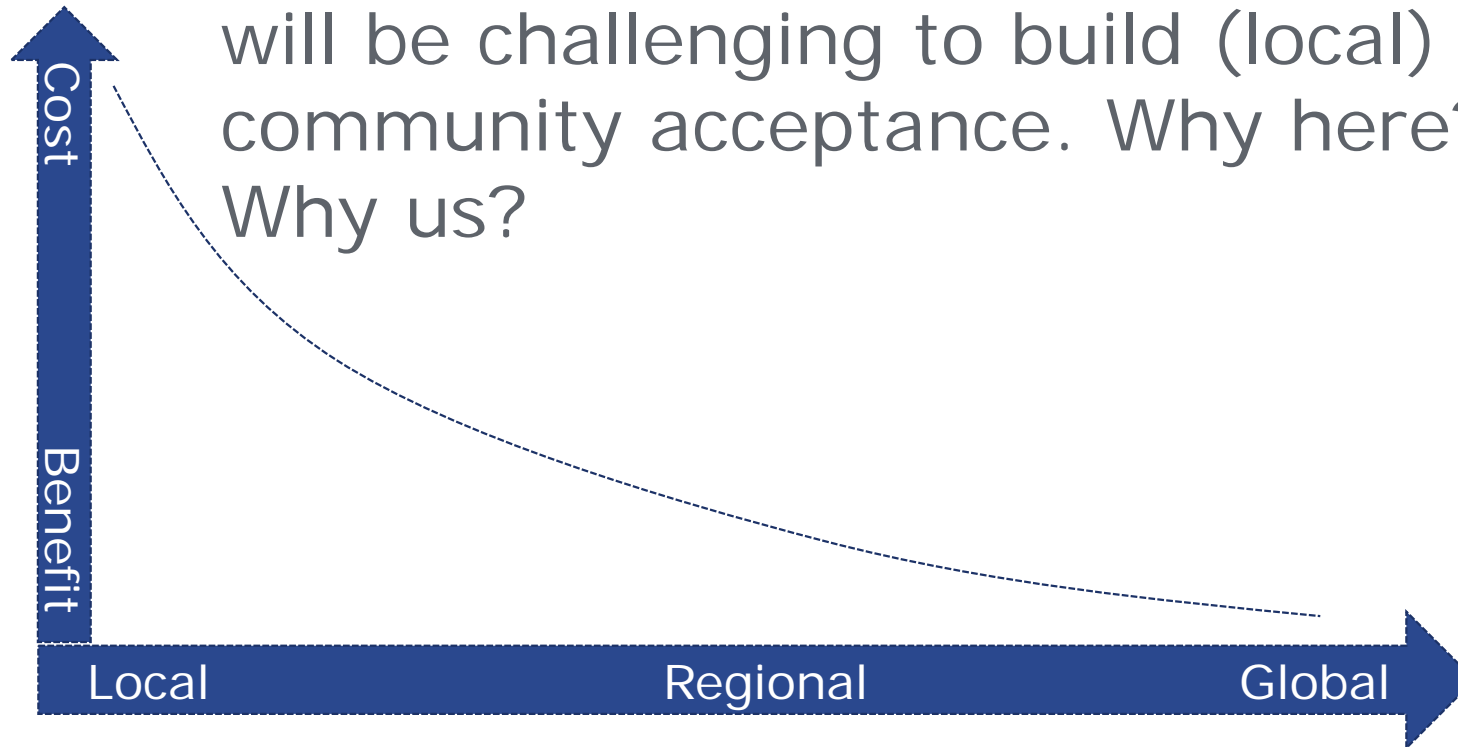 will be challenging to build (local)
community acceptance. Why here?
Why us?
Cost
Benefit
Local
Regional
Global